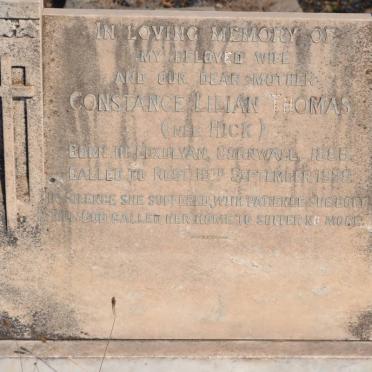 IN LOVING MEMORY OF
MY BELOVED WIFE
AND OUR DEAR MOTHER
CONSTANCE LILIAN THOMAS
(NEE HICK)
BORN IN CORNWALL,
CALLED TO REST SEPTEMBER
IN SILENCE SHE SUFFERED, WITH PATIENCE SHE BORE
TILL GOD CALLED HER HOME TO SUFFER NO MORE.